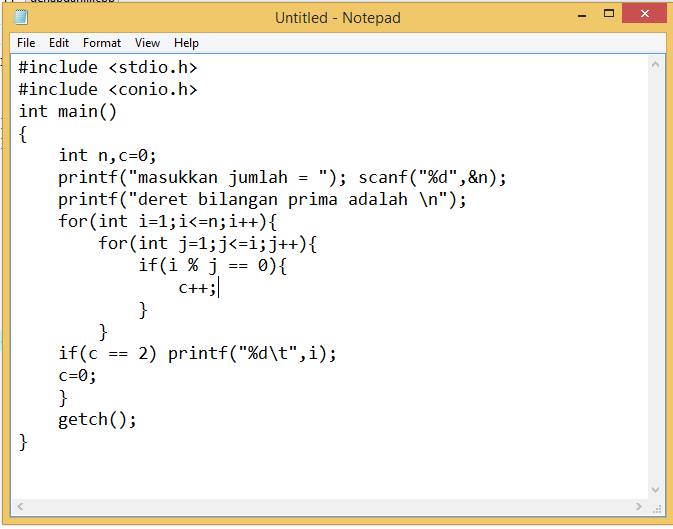 Untitled - Notepad
File Edit Format View Help
#include <stdio.h>
#include <conio.h>
int main()
{
    int n,c=0;
    printf("masukkan jumlah = "); scanf("%d",&n);
    printf("deret bilangan prima adalah \n");
    for(int i=1;i<=n;i++){
        for(int j=1;j<=i;j++){
            if(i % j == 0){
                c++;
            }
        }
    if(c == 2) printf("%d\t",i);
    c=0;
    }
    getch();
}